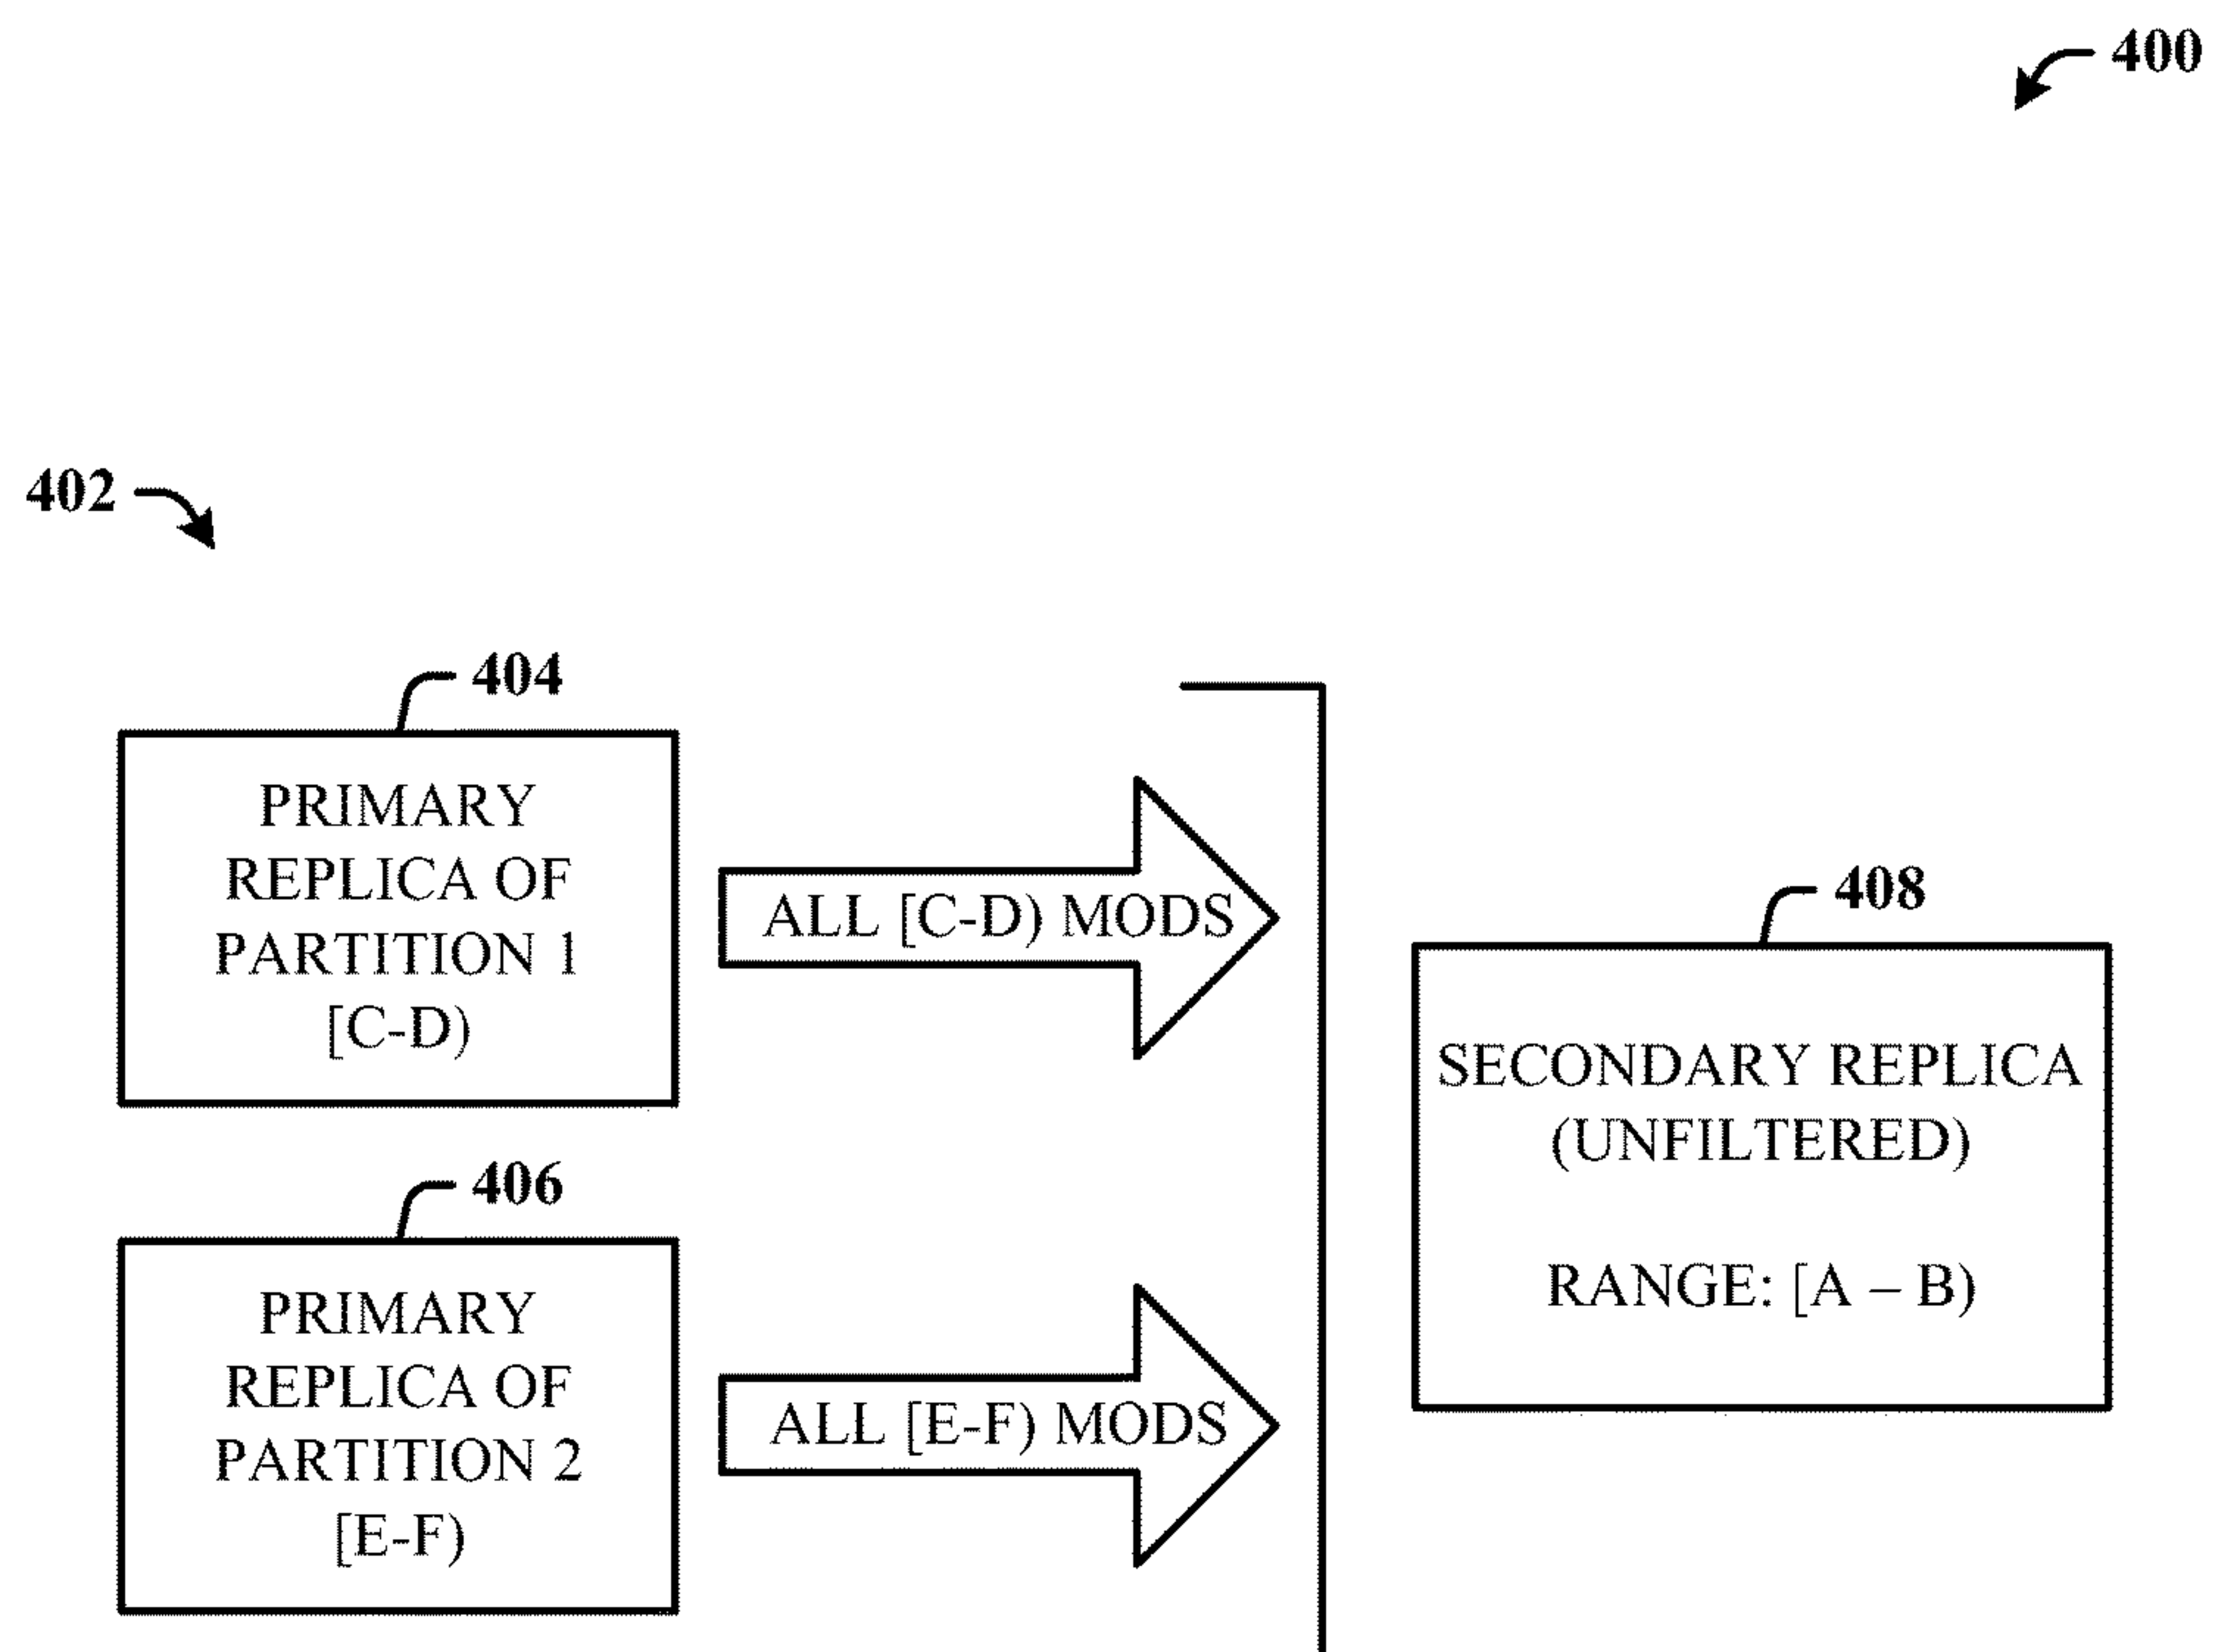 400
402
404
PRIMARY
REPLICA OF
PARTITION 1
[C-D)
ALL [C-D) MODS
408
SECONDARY REPLICA
(UNFILTERED)
RANGE: [A – B)
406
PRIMARY
REPLICA OF
PARTITION 2
[E-F)
ALL [E-F) MODS